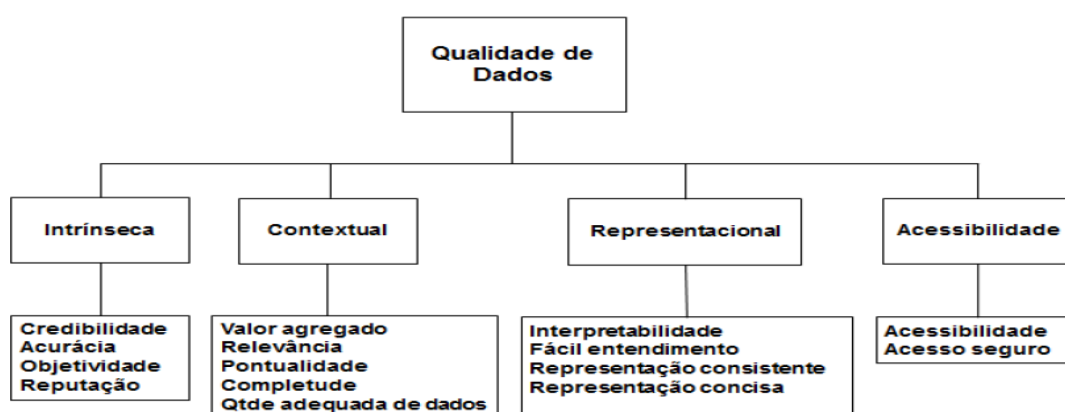 Qualidade de
Dados
Intrínseca
Contextual
Representacional
Acessibilidade
Credibilidade
Acurácia
Objetividade
Reputação
Valor agregado
Relevância
Pontualidade
Completude
Qtde adequada de dados
Interpretabilidade
Fácil entendimento
Representação consistente
Representação concisa
Acessibilidade
Acesso seguro